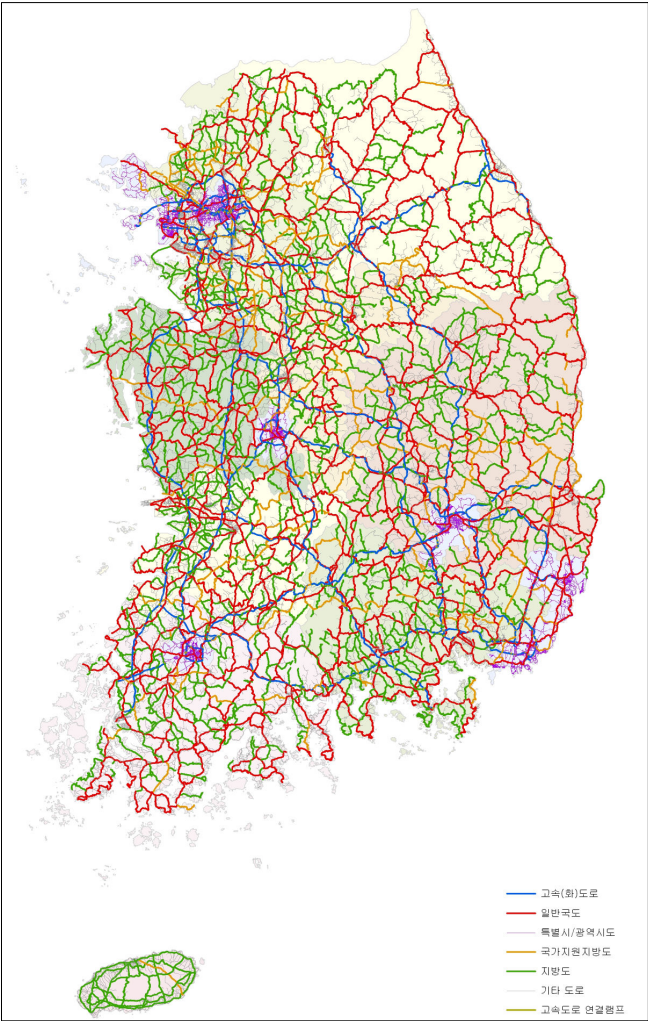 고속(화)도로
일반국도
특별시/광역시도
국가지원지방도
지방도
기타 도로
고속도로 연결램프